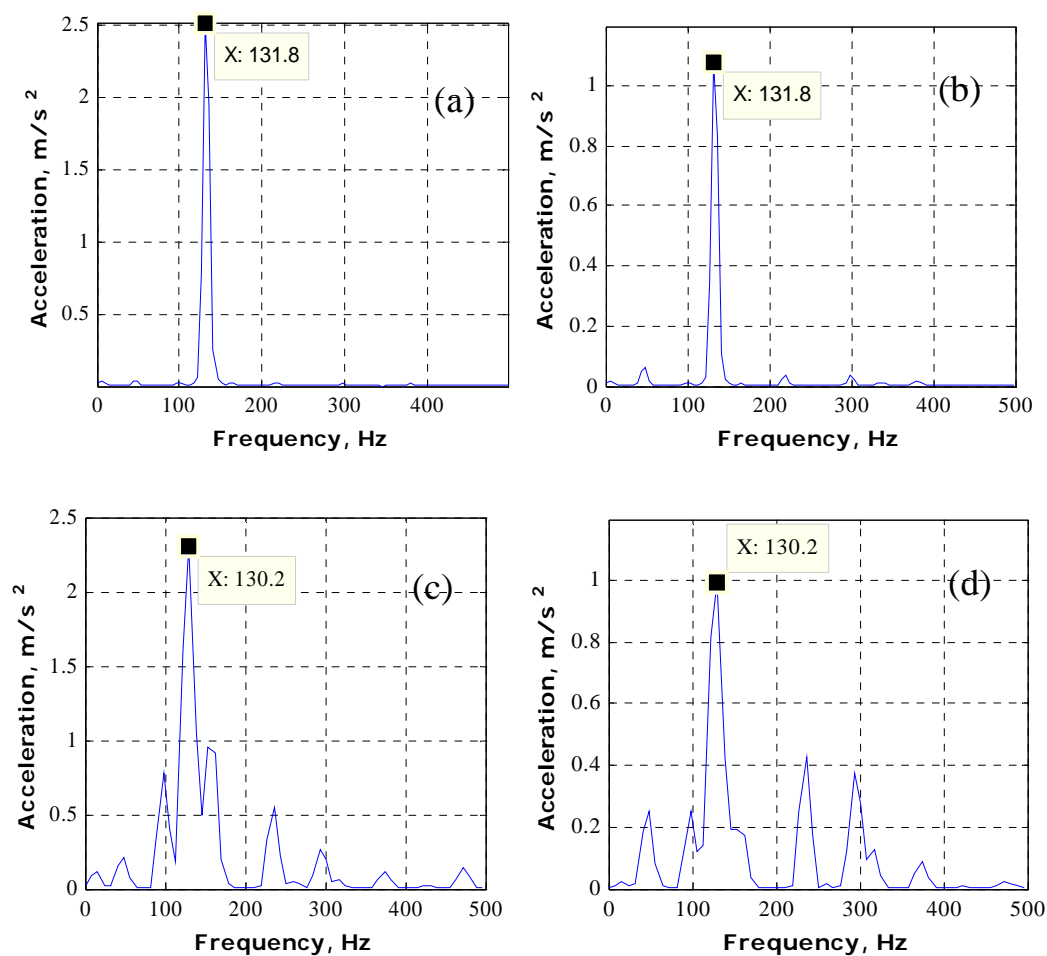 2.5
2
1.5
1
0.5
0 100 200 300 400
Acceleration, m/s 2
Frequency, Hz
X: 131.8
(a)
1
0.8
0.6
0.4
0.2
0
0 100 200 300 400 500
Acceleration, m/s 2
Frequency, Hz
X: 131.8
(b)
2.5
2
1.5
1
0.5
0
0 100 200 300 400 500
Acceleration, m/s 2
Frequency, Hz
X: 130.2
(c)
1
0.8
0.6
0.4
0.2
0
0 100 200 300 400 500
Acceleration, m/s 2
Frequency, Hz
X: 130.2
(d)